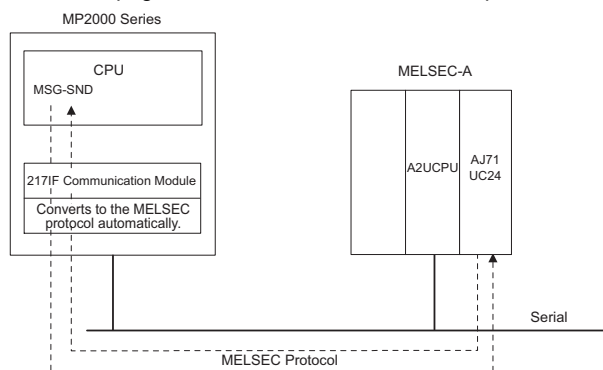 MP2000 Series
CPU
MSG-SND
217IF Communication Module
Converts to the MELSEC
protocol automatically.
MELSEC-A
A2UCPU
AJ71
UC24
Serial
MELSEC Protocol